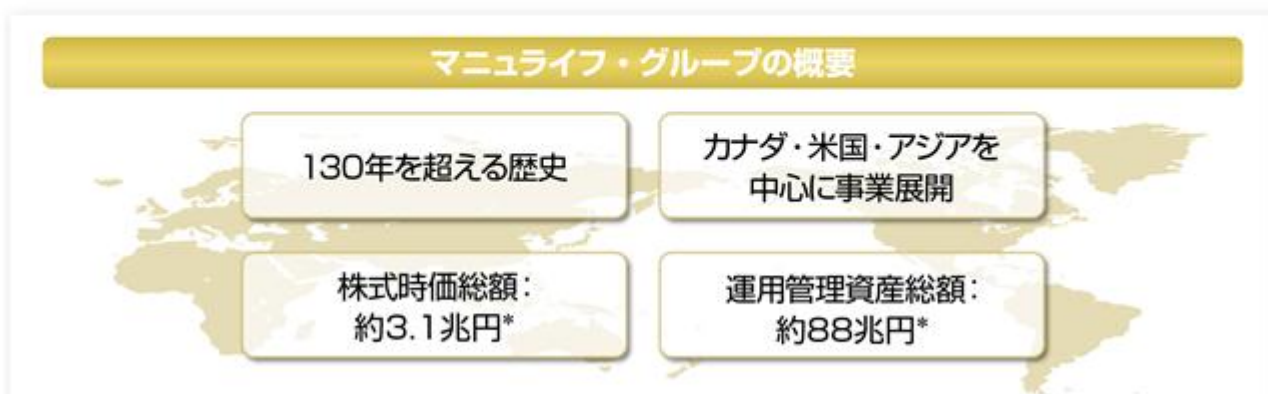 マニュライフ・グループの概要
130年を超える歴史
カナダ・米国・アジアを
中心に事業展開
株式時価総額：
約3.1兆円*
運用管理資産総額：
約88兆円*